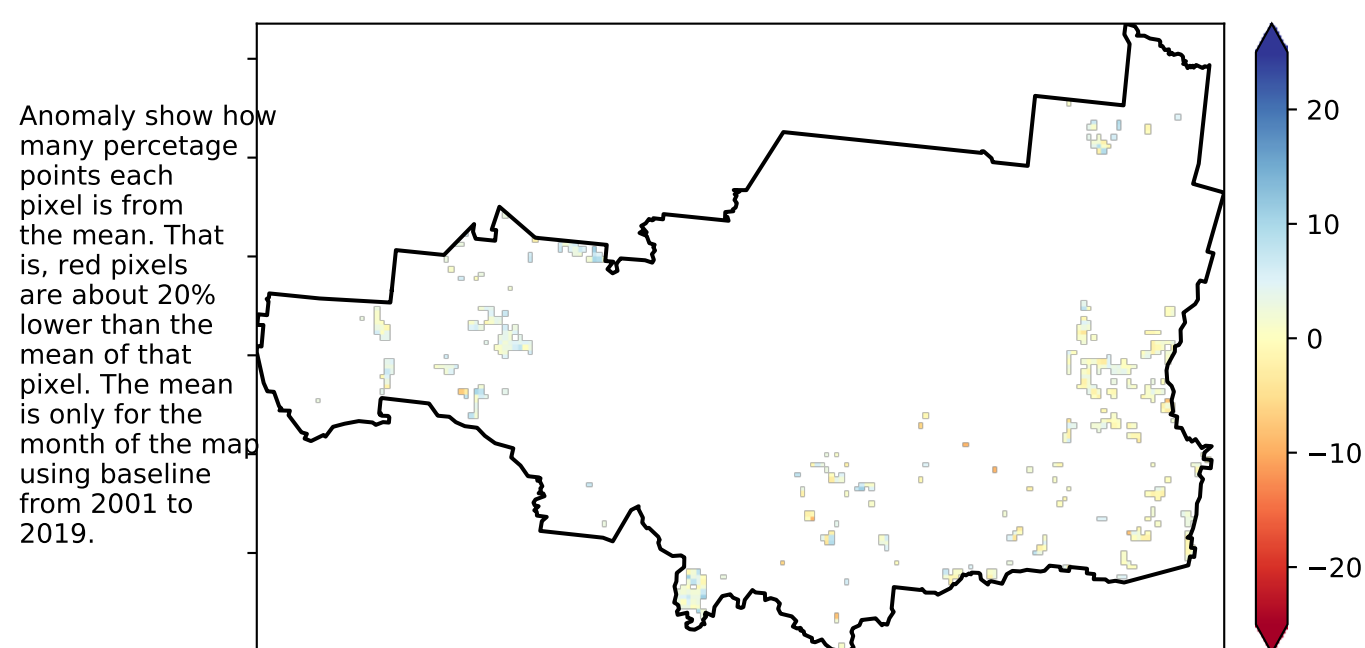 Anomaly show how
many percetage
points each
pixel is from
the mean. That
is, red pixels
are about 20%
lower than the
mean of that
pixel. The mean
is only for the
month of the map
using baseline
from 2001 to
2019.
20
10
0
−10
−20